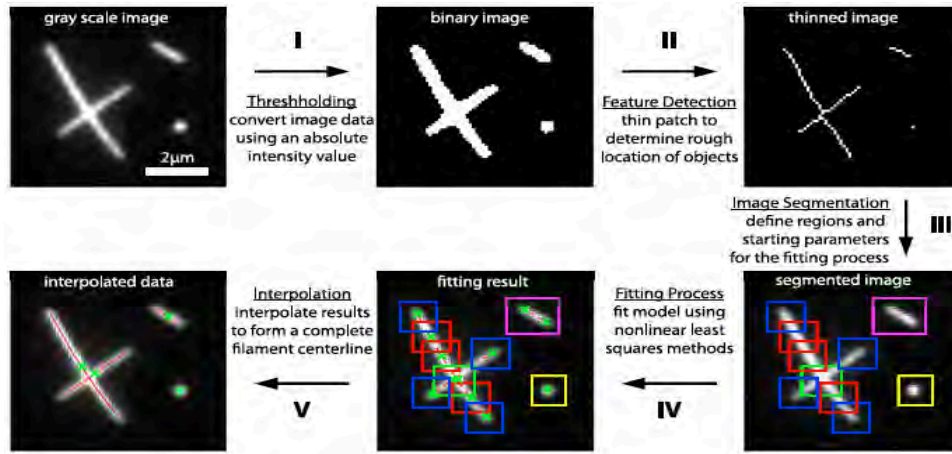 gray scale image
I
Threshholding
convert image data
using an absolute
intensity value
2µm
binary image
II
Feature Detection
thin patch to
determine rough
location of objects
thinned image
Image Segmentation
define regions and
starting parameters
for the fitting process
III
segmented image
Fitting Process
fit model using
nonlinear least
squares methods
IV
fitting result
Interpolation
Interpolate results
to form a complete
filament centerline
V
interpolated data